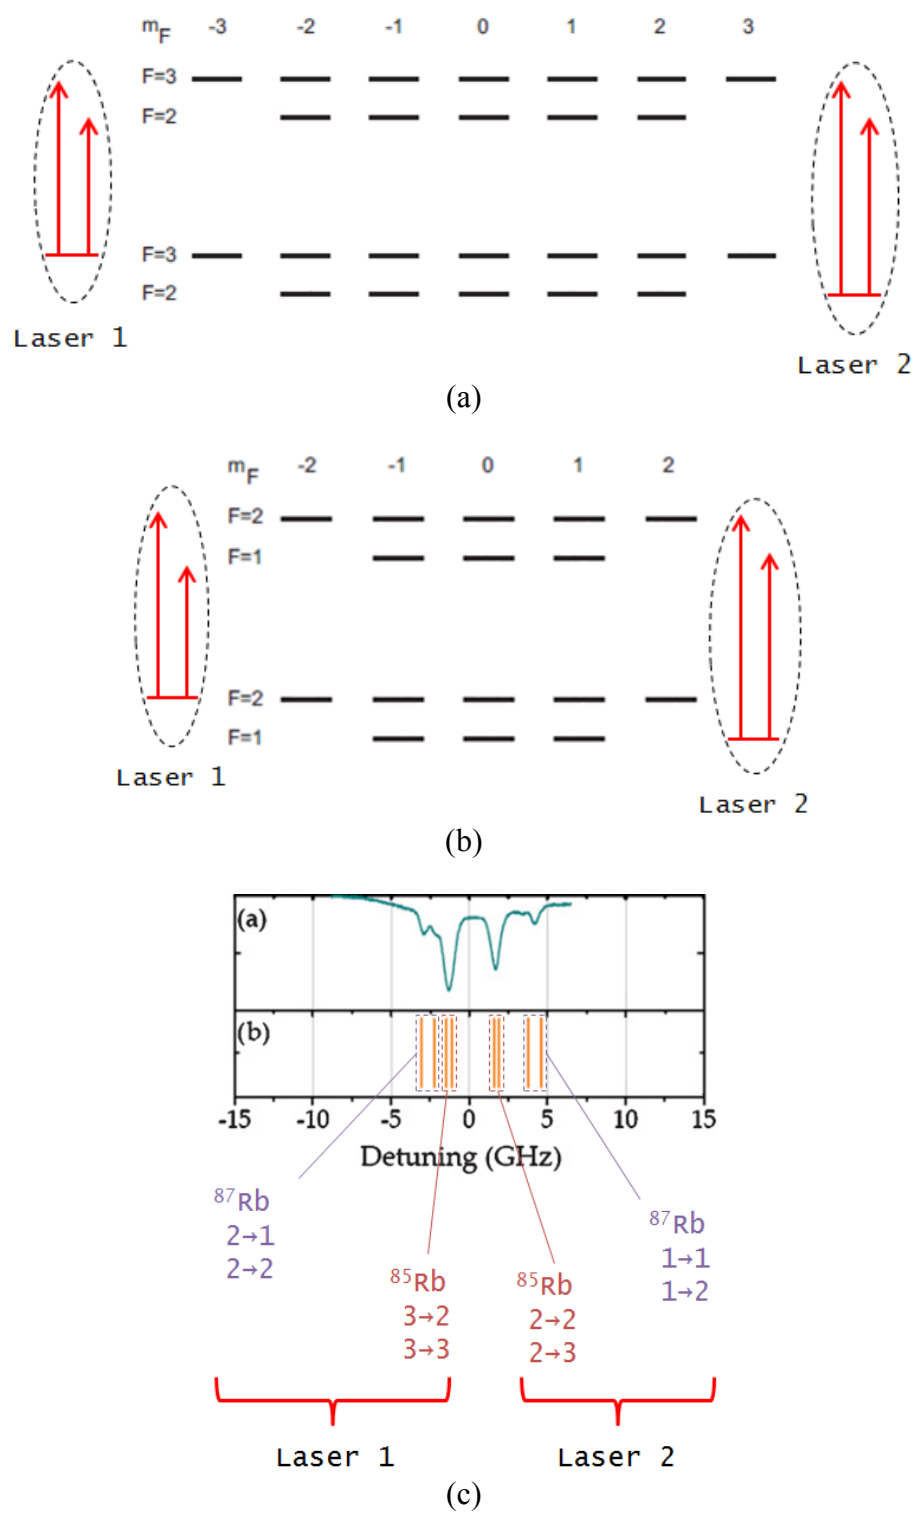 mF -3 -2 -1 0 1 2 3
F=3
F=2
F=3
F=2
Laser 1
Laser 2
(a)
mF -2 -1 0 1 2
F=2
F=1
F=2
F=1
Laser 1
Laser 2
(b)
(a)
(b)
-15 -10 -5 0 5 10 15
Detuning (GHz)
87Rb
2→1
2→2
85Rb
3→2
3→3
85Rb
2→2
2→3
87Rb
1→1
1→2
Laser 1
Laser 2
(c)